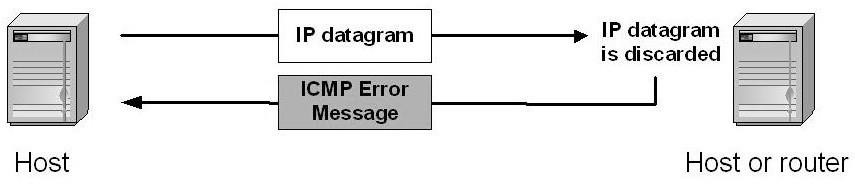 IP datagram
IP datagram
is discarded
ICMP Error
Message
Host
Host or router